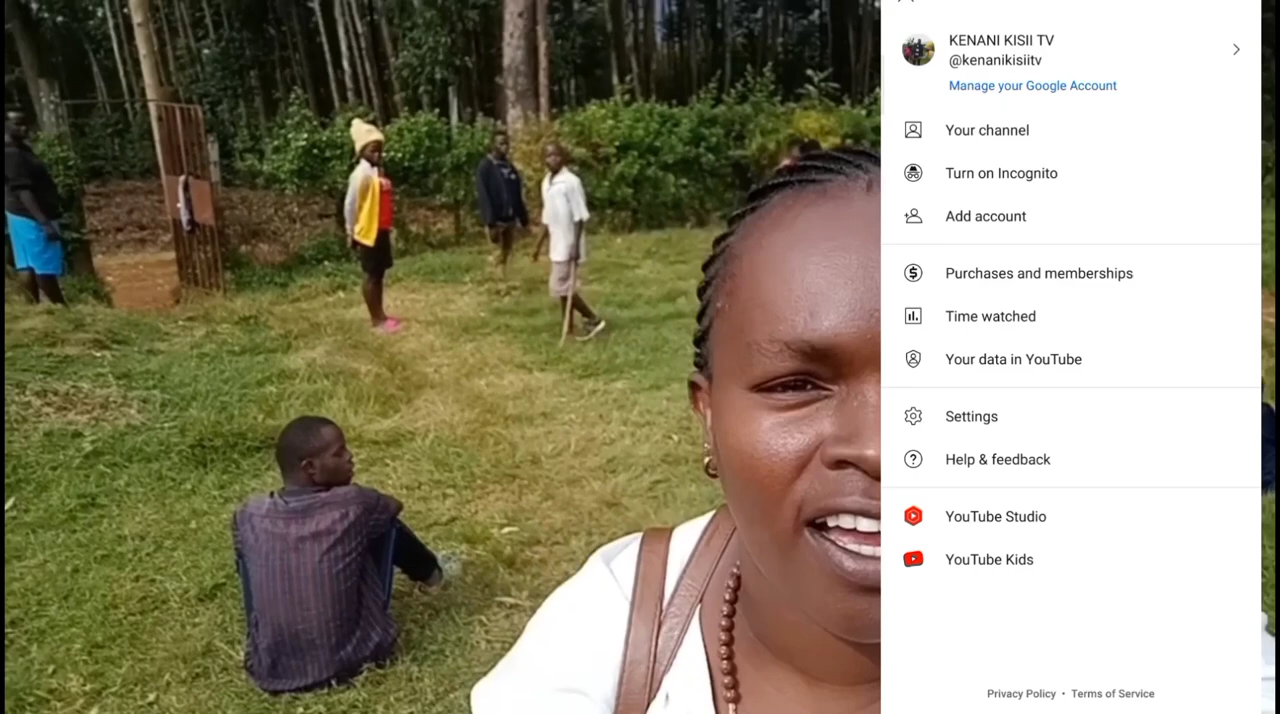 KENANI KISII TV
@kenanikisiitv
Manage your Google Account
Your channel
Turn on Incognito
Add account
Purchases and memberships
Time watched
Your data in YouTube
Settings
Help & feedback
YouTube Studio
YouTube Kids
Privacy Policy • Terms of Service